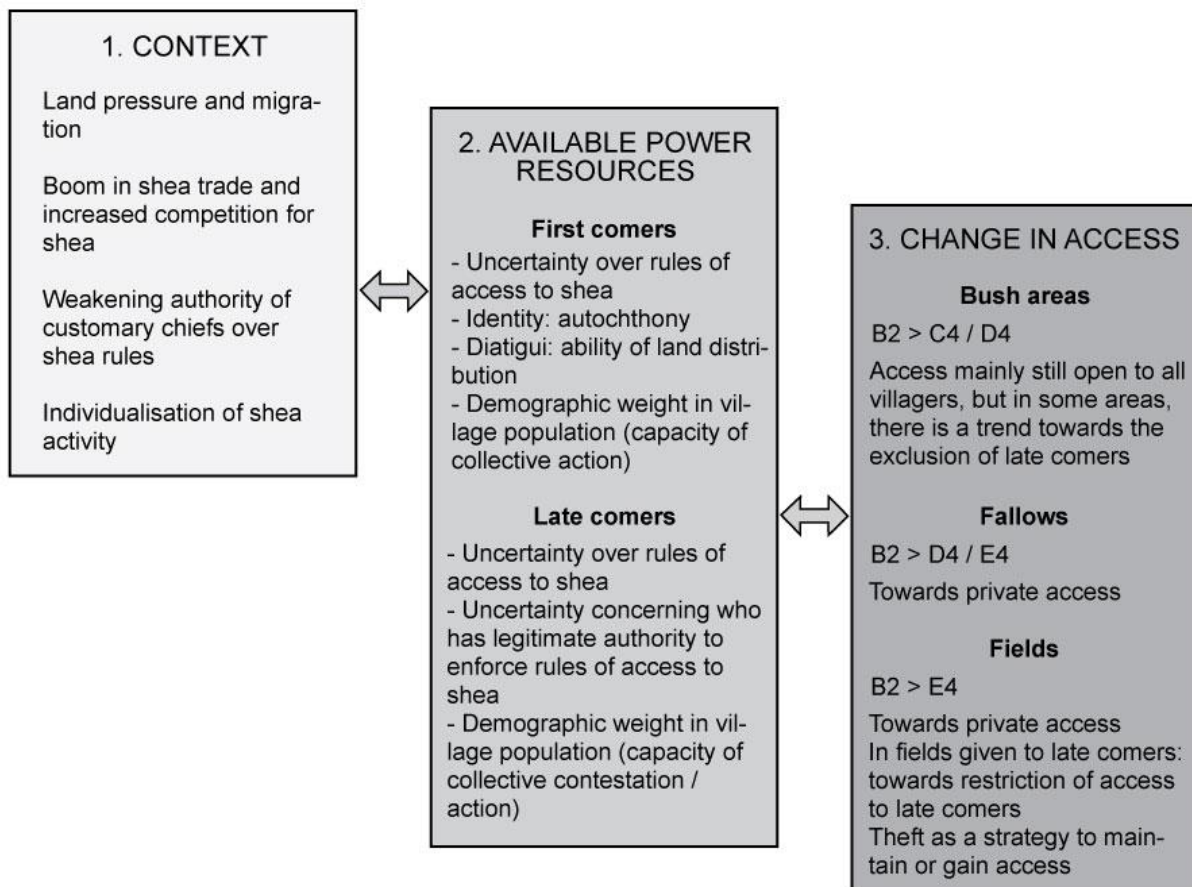 1. CONTEXT
Land pressure and migra-
tion
Boom in shea trade and
increased competition for
shea
Weakening authority of
customary chiefs over
shea rules
Individualisation of shea
activity
2. AVAILABLE POWER
RESOURCES
First comers
- Uncertainty over rules of
access to shea
- Identity: autochthony
- Diatigui: ability of land distri-
bution
- Demographic weight in vil-
lage population (capacity of
collective action)
Late comers
- Uncertainty over rules of
access to shea
- Uncertainty concerning who
has legitimate authority to
enforce rules of access to
shea
- Demographic weight in vil-
lage population (capacity of
collective contestation /
action)
3. CHANGE IN ACCESS
Bush areas
B2 > C4 / D4
Access mainly still open to all
villagers, but in some areas,
there is a trend towards the
exclusion of late comers
Fallows
B2 > D4 / E4
Towards private access
Fields
B2 > E4
Towards private access
In fields given to late comers:
towards restriction of access
to late comers
Theft as a strategy to main-
tain or gain access